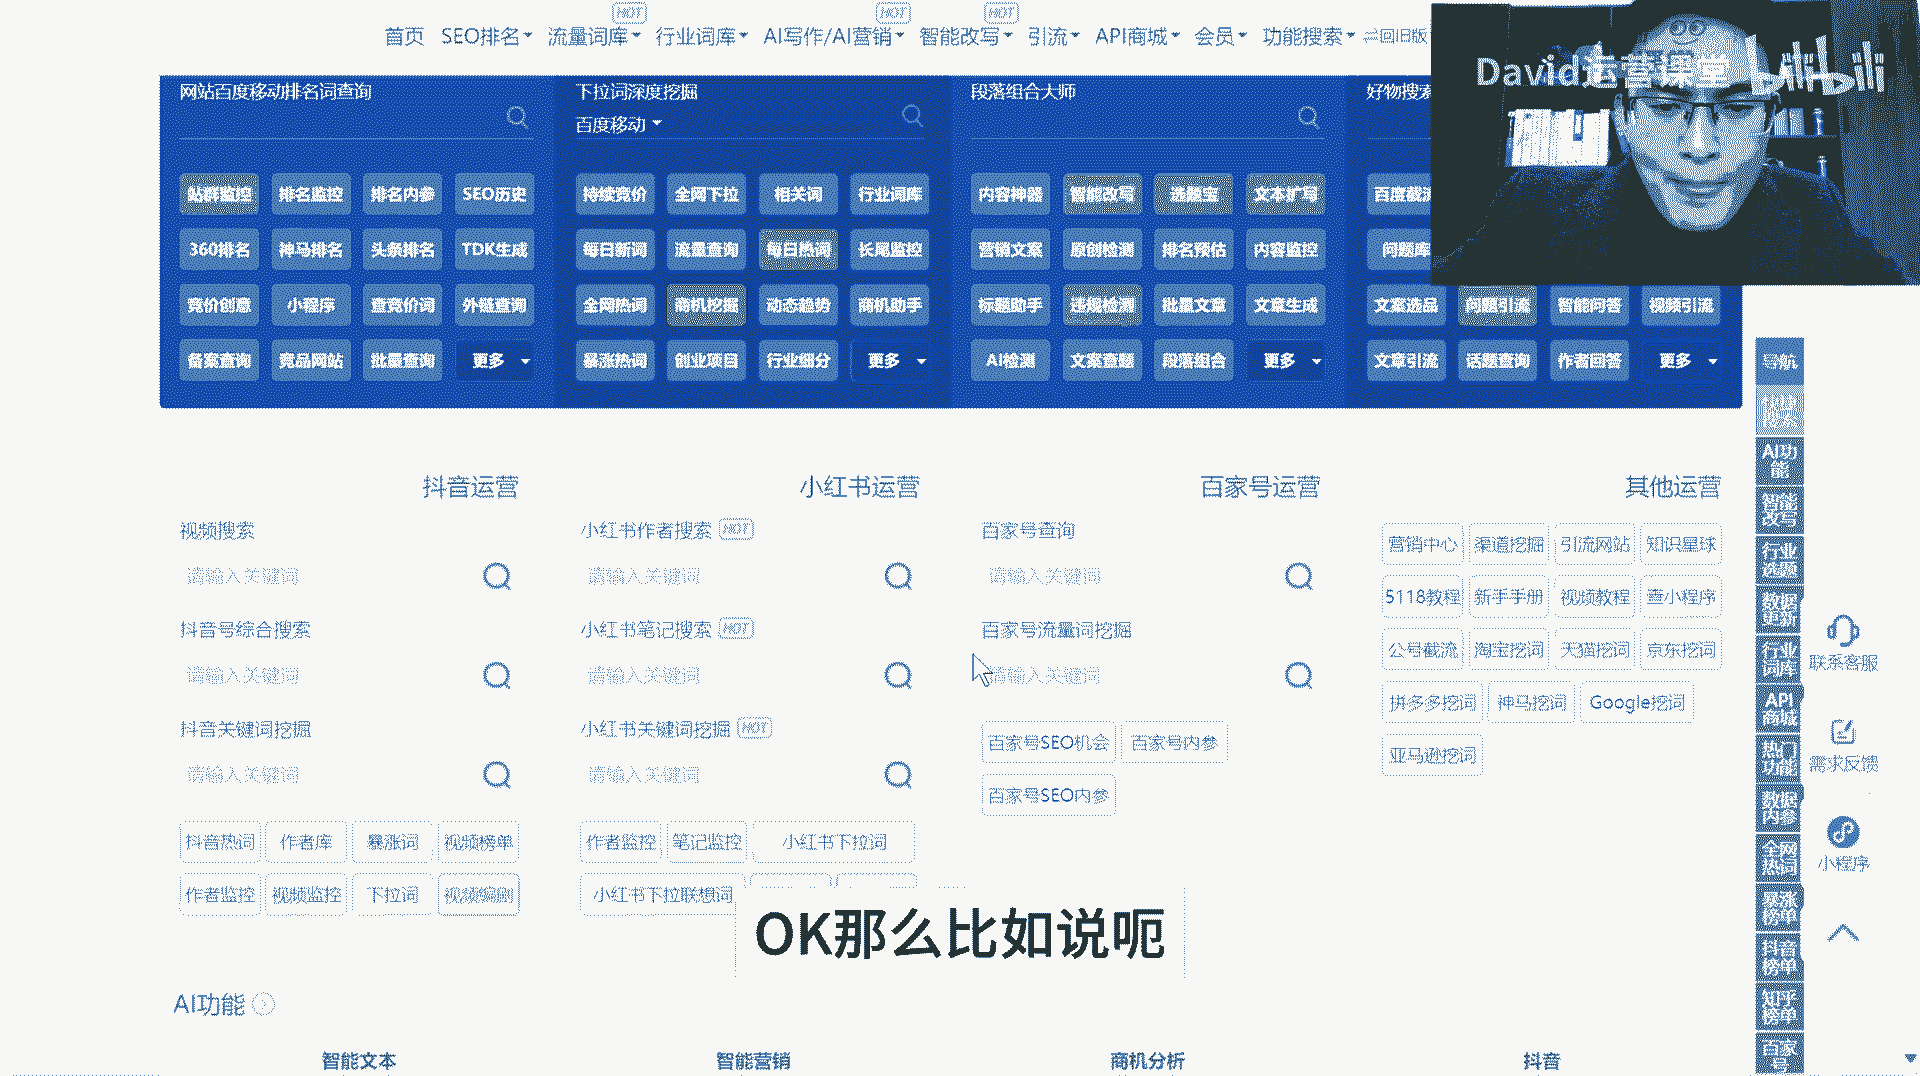 HOT HOT HOT
首页 SEO排名 流量词库 行业词库 AI写作/AI营销 智能改写 引流 API商城 会员 功能搜索 回旧版
David运营课堂 bilibili
网站百度移动排名词查询 下拉词深度挖掘 段落组合大师 好物搜索
百度移动
站群监控 排名监控 排名内参 SEO历史 持续竞价 全网下拉 相关词 行业词库 内容神器 智能改写 选题宝 文本扩写 百度截流
360排名 神马排名 头条排名 TDK生成 每日新词 流量查询 每日热词 长尾监控 营销文案 原创检测 排名预估 内容监控 问题库
竞价创意 小程序 查竞价词 外链查询 全网热词 商机挖掘 动态趋势 商机助手 标题助手 违规检测 批量文章 文章生成 文案选品 问题引流 智能问答 视频引流
备案查询 竞品网站 批量查询 更多 暴涨热词 创业项目 行业细分 更多 AI检测 文案查题 段落组合 更多 文章引流 话题查询 作者回答 更多
抖音运营 小红书运营 百家号运营 其他运营
视频搜索 小红书作者搜索 HOT 百家号查询
请输入关键词 请输入关键词 请输入关键词
抖音号综合搜索 小红书笔记搜索 HOT 百家号流量词挖掘
请输入关键词 请输入关键词 请输入关键词
抖音关键词挖掘 小红书关键词挖掘 HOT
请输入关键词 请输入关键词
百家号SEO机会 百家号内参
百家号SEO内参
营销中心 渠道挖掘 引流网站 知识星球
5118教程 新手手册 视频教程 查小程序
公号截流 淘宝挖词 天猫挖词 京东挖词
拼多多挖词 神马挖词 Google挖词
亚马逊挖词
抖音热词 作者库 暴涨词 视频榜单 作者监控 笔记监控 小红书下拉词
作者监控 视频监控 下拉词 视频编剧 小红书下拉联想词
OK那么比如说呃
AI功能
智能文本 智能营销 商机分析 抖音
导航
快捷
搜索
AI功
能
智能
改写
行业
选题
数据
更新
行业
词库
API
商城
热门
功能
数据
内参
全网
热词
暴涨
榜单
抖音
榜单
知乎
榜单
百家
号
联系客服
需求反馈
小程序